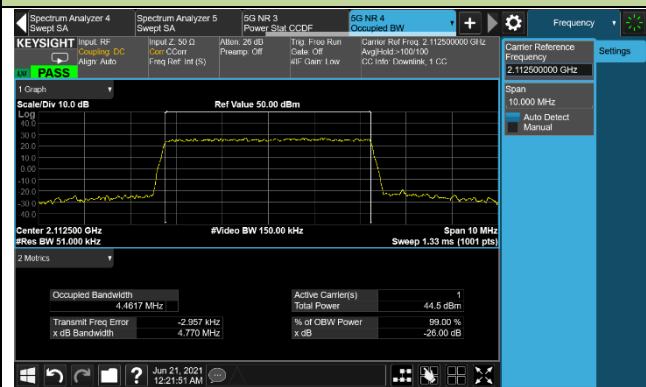 Spectrum Analyzer 4
Swept SA
Spectrum Analyzer 5
Swept SA
5G NR 3
Power Stat CCDF
5G NR 4
Occupied BW
Frequency
KEYSIGHT
Input: RF
Coupling: DC
Align: Auto
Input Z: 50 Ω
Corr CCorr
Freq Ref: Int (S)
Atten: 26 dB
Preamp: Off
Trig: Free Run
Gate: Off
#IF Gain: Low
Carrier Ref Freq: 2.112500000 GHz
Avg|Hold:>100/100
CC Info: Downlink, 1 CC
LXI
PASS
Carrier Reference
Frequency
2.112500000 GHz
Span
10.000 MHz
Auto Detect
Manual
Settings
1 Graph
Scale/Div 10.0 dB
Ref Value 50.00 dBm
Log
40.0
30.0
20.0
10.0
0.00
-10.0
-20.0
-30.0
-40.0
Center 2.112500 GHz
#Video BW 150.00 kHz
Span 10 MHz
#Res BW 51.000 kHz
Sweep 1.33 ms (1001 pts)
2 Metrics
Occupied Bandwidth
4.4617 MHz
Active Carrier(s)
1
Total Power
44.5 dBm
Transmit Freq Error
-2.957 kHz
% of OBW Power
99.00 %
x dB Bandwidth
4.770 MHz
x dB
-26.00 dB
?
Jun 21, 2021
12:21:51 AM